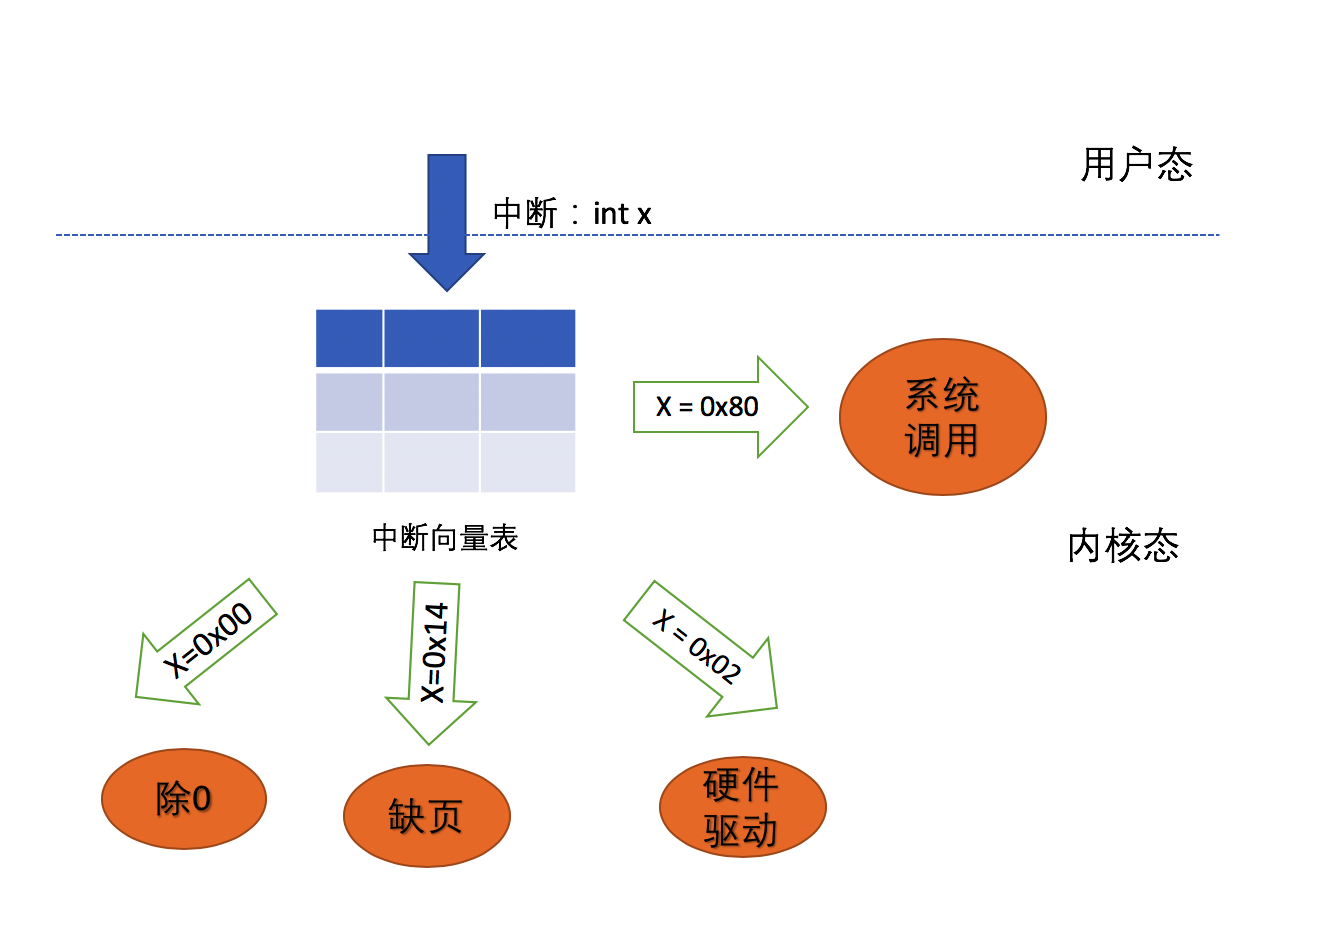 用户态
中断：int x
X = 0x80
系统
调用
中断向量表
内核态
X=0x00
X=0x14
X = 0x02
除0
缺页
硬件
驱动